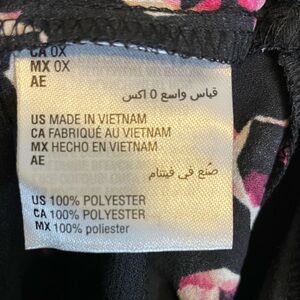 CA 0X
MX 0X
AE
قياس واسع 0 اكس
US MADE IN VIETNAM
CA FABRIQUÉ AU VIETNAM
MX HECHO EN VIETNAM
AE
صُنع في فيتنام
US 100% POLYESTER
CA 100% POLYESTER
MX 100% poliester